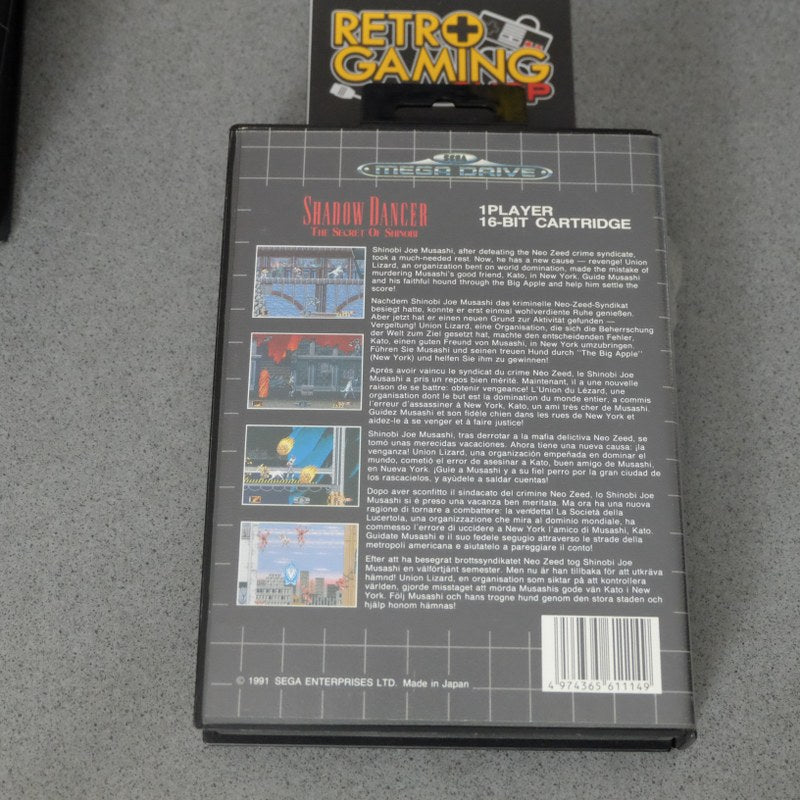 RETRO
GAMING
SEGA
MEGA DRIVE
SHADOW DANCER
THE SECRET OF SHINOBI
1PLAYER
16-BIT CARTRIDGE
Shinobi Joe Musashi, after defeating the Neo Zeed crime syndicate,
took a much-needed rest. Now, he has a new cause — revenge! Union
Lizard, an organization bent on world domination, made the mistake of
murdering Musashi's good friend, Kato, in New York. Guide Musashi
and his faithful hound through the Big Apple and help him settle the
score!
Nachdem Shinobi Joe Musashi das kriminelle Neo-Zeed-Syndikat
besiegt hatte, konnte er erst einmal wohlverdiente Ruhe genießen.
Aber jetzt hat er einen neuen Grund zur Aktivität gefunden —
Vergeltung! Union Lizard, eine Organisation, die sich die Beherrschung
der Welt zum Ziel gesetzt hat, machte den entscheidenden Fehler,
Kato, einen guten Freund von Musashi, in New York umzubringen.
Führen Sie Musashi und seinen treuen Hund durch "The Big Apple"
(New York) und helfen Sie ihm zu gewinnen!
Après avoir vaincu le syndicat du crime Neo Zeed, le Shinobi Joe
Musashi a pris un repos bien mérité. Maintenant, il a une nouvelle
raison de se battre: obtenir vengeance! L'Union du Lézard, une
organisation dont le but est la domination du monde entier, a commis
l'erreur d'assassiner à New York, Kato, un ami très cher de Musashi.
Guidez Musashi et son fidèle chien dans les rues de New York et
aidez-le à se venger et à faire justice!
Shinobi Joe Musashi, tras derrotar a la mafia delictiva Neo Zeed, se
tomó unas merecidas vacaciones. Ahora tiene una nueva causa: ¡la
venganza! Union Lizard, una organización empeñada en dominar el
mundo, cometió el error de asesinar a Kato, buen amigo de Musashi,
en Nueva York. ¡Guíe a Musashi y a su fiel perro por la gran ciudad de
los rascacielos, y ayúdele a saldar cuentas!
Dopo aver sconfitto il sindacato del crimine Neo Zeed, lo Shinobi Joe
Musashi si è preso una vacanza ben meritata. Ma ora ha una nuova
ragione di tornare a combattere: la vendetta! La Società della
Lucertola, una organizzazione che mira al dominio mondiale, ha
commesso l'errore di uccidere a New York l'amico di Musashi, Kato.
Guidate Musashi e il suo fedele segugio attraverso le strade della
metropoli americana e aiutatelo a pareggiare il conto!
Efter att ha besegrat brottssyndikatet Neo Zeed tog Shinobi Joe
Musashi en välförtjänt semester. Men nu är han tillbaka för att utkräva
hämnd! Union Lizard, en organisation som siktar på att kontrollera
världen, gjorde misstaget att mörda Musashis gode vän Kato i New
York. Följ Musashi och hans trogne hund genom den stora staden och
hjälp honom hämnas!
4 974365 611149
© 1991 SEGA ENTERPRISES LTD. Made in Japan